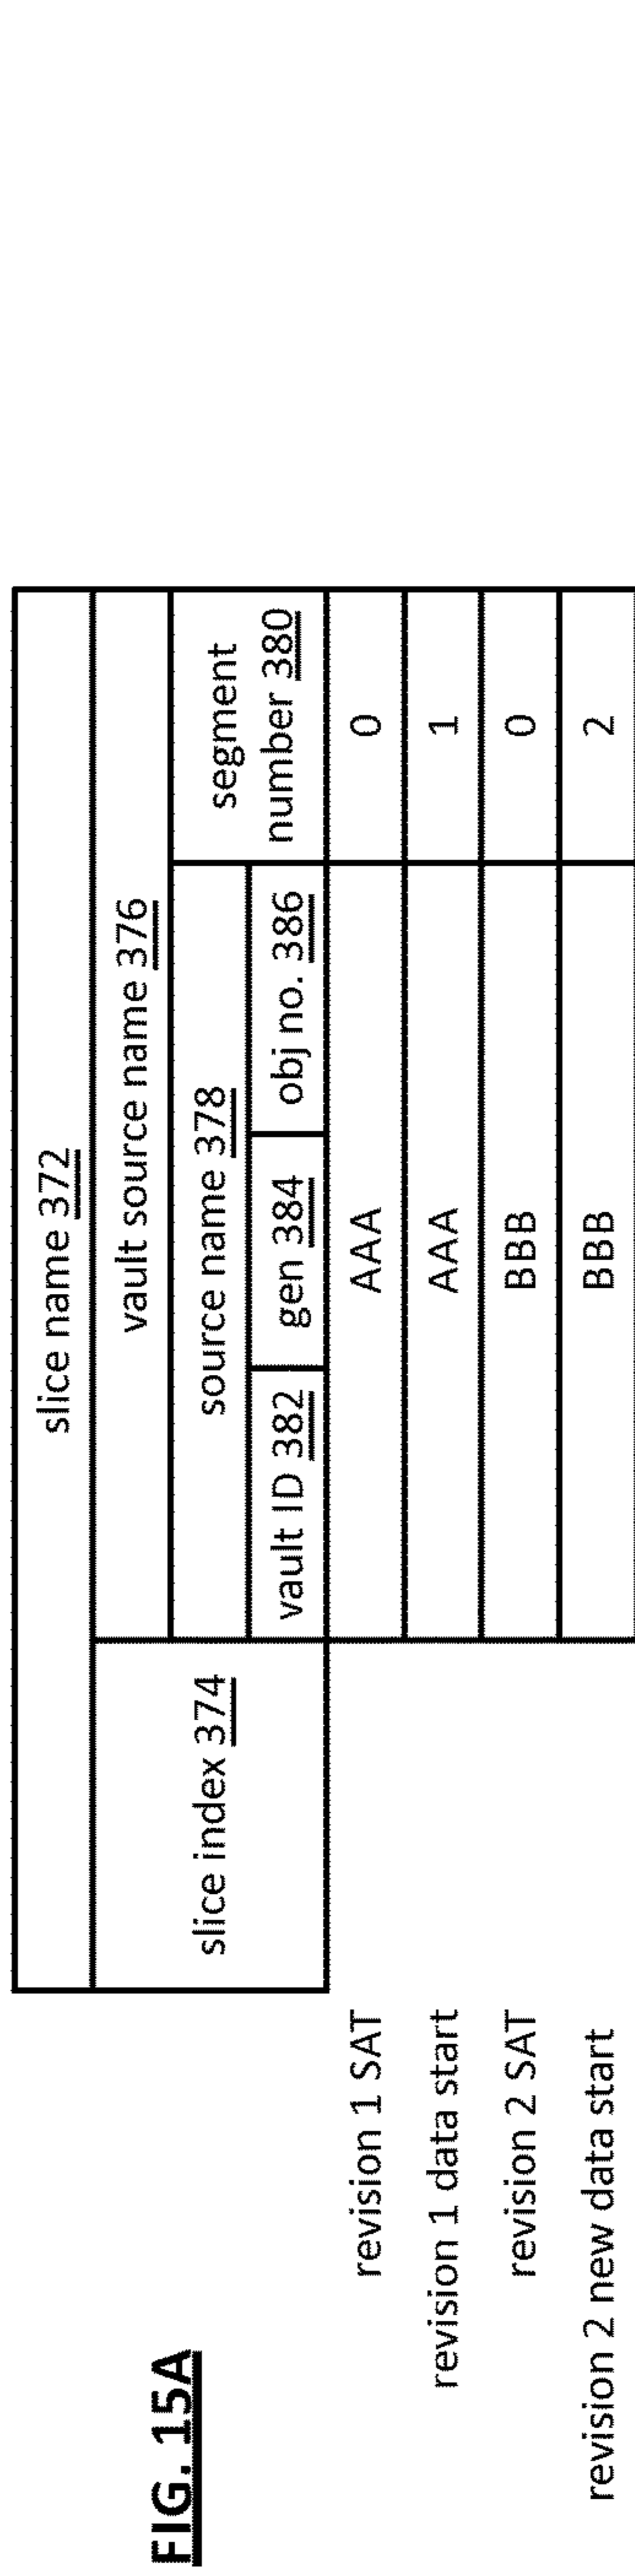 FIG. 15A
slice name 372
slice index 374
vault source name 376
source name 378
segment
number 380
vault ID 382 gen 384 obj no. 386
revision 1 SAT AAA 0
revision 1 data start AAA 1
revision 2 SAT BBB 0
revision 2 new data start BBB 2